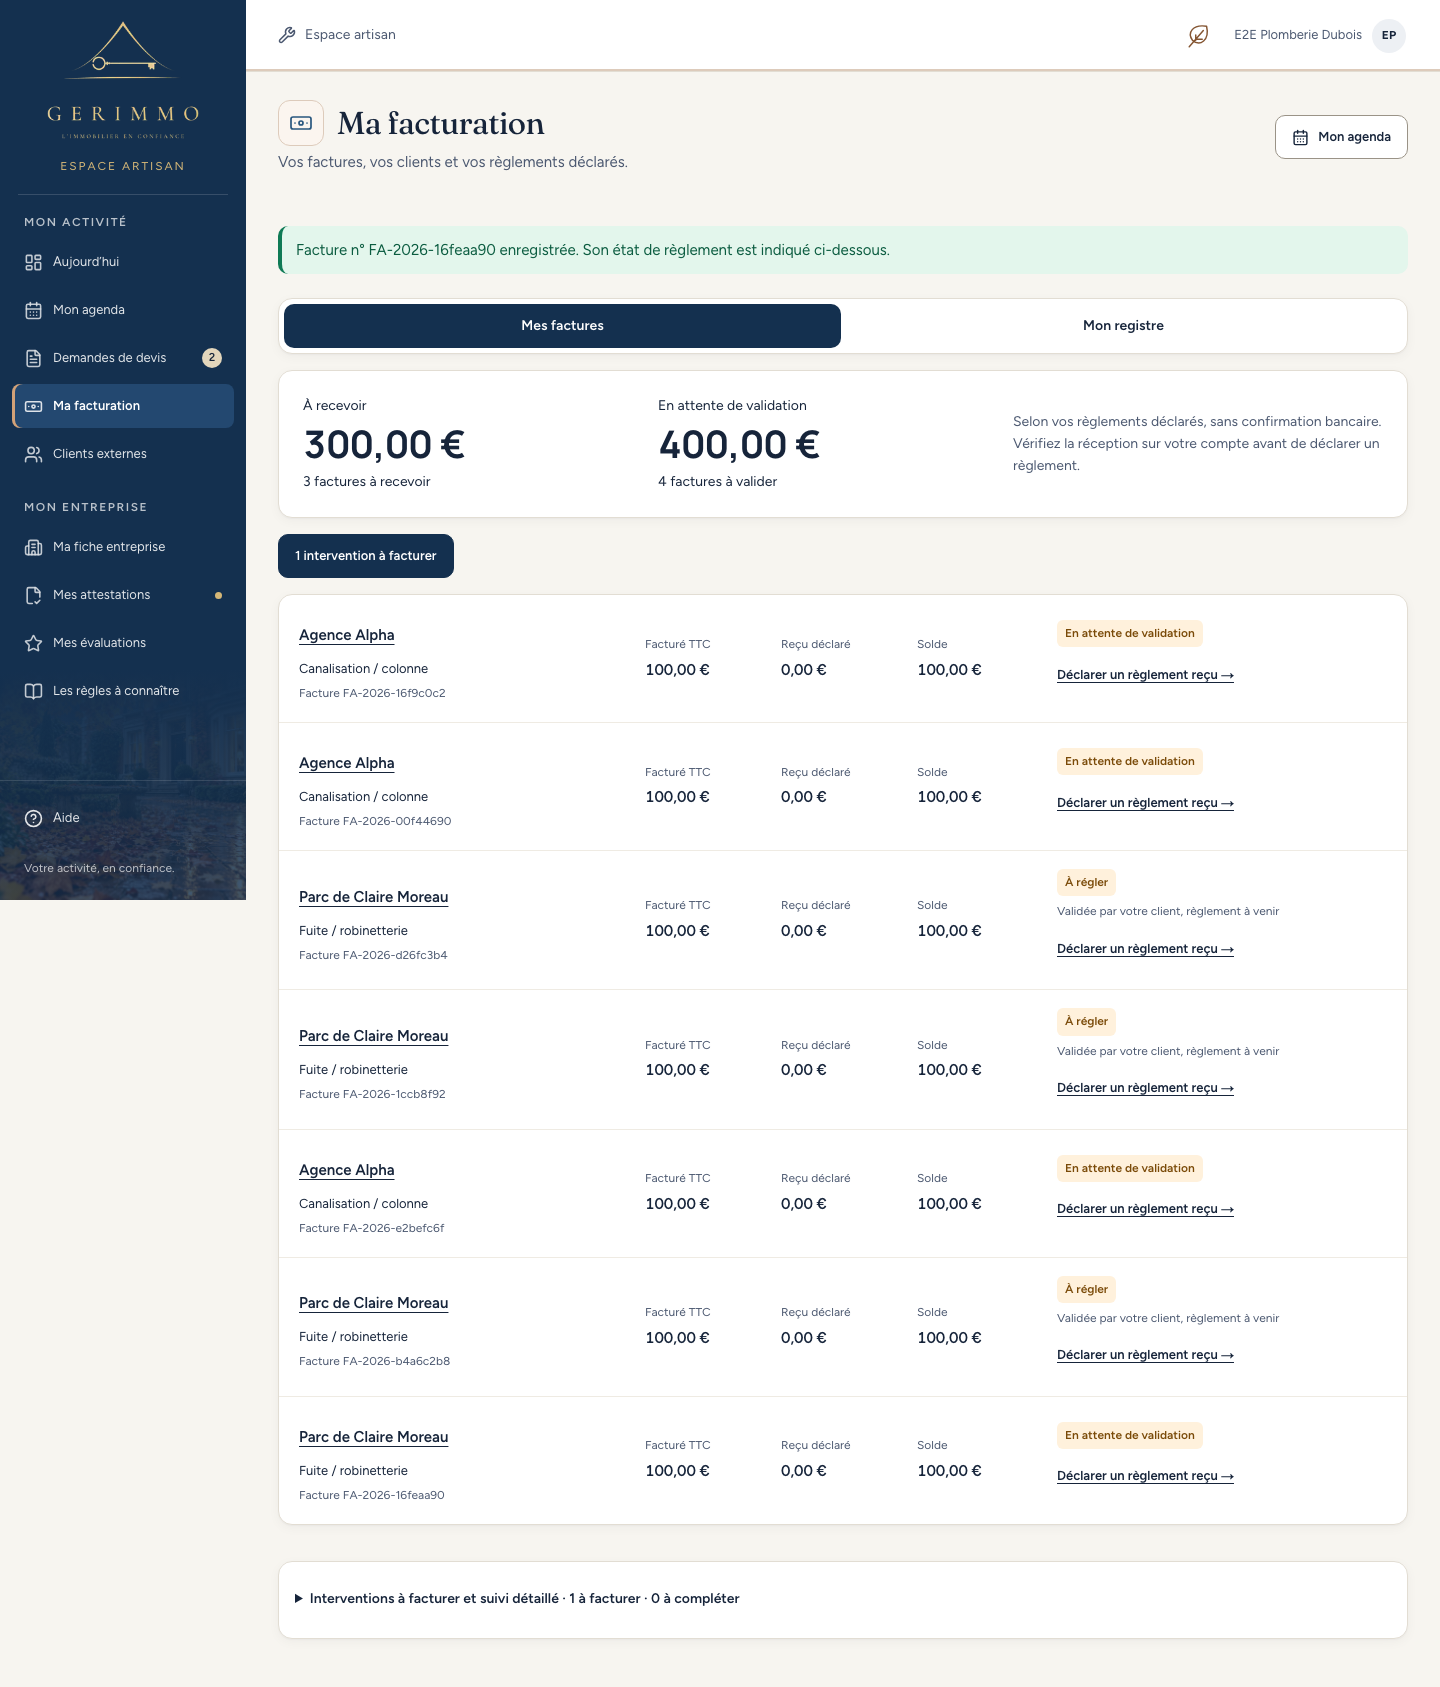 GERIMMO
L'IMMOBILIER EN CONFIANCE
ESPACE ARTISAN
MON ACTIVITÉ
Aujourd'hui
Mon agenda
Demandes de devis 2
Ma facturation
Clients externes
MON ENTREPRISE
Ma fiche entreprise
Mes attestations
Mes évaluations
Les règles à connaître
Aide
Votre activité, en confiance.
Espace artisan
E2E Plomberie Dubois EP
Ma facturation
Vos factures, vos clients et vos règlements déclarés.
Mon agenda
Facture n° FA-2026-16feaa90 enregistrée. Son état de règlement est indiqué ci-dessous.
Mes factures Mon registre
À recevoir
300,00 €
3 factures à recevoir
En attente de validation
400,00 €
4 factures à valider
Selon vos règlements déclarés, sans confirmation bancaire.
Vérifiez la réception sur votre compte avant de déclarer un
règlement.
1 intervention à facturer
Agence Alpha
Canalisation / colonne
Facture FA-2026-16f9c0c2
Facturé TTC
100,00 €
Reçu déclaré
0,00 €
Solde
100,00 €
En attente de validation
Déclarer un règlement reçu →
Agence Alpha
Canalisation / colonne
Facture FA-2026-00f44690
Facturé TTC
100,00 €
Reçu déclaré
0,00 €
Solde
100,00 €
En attente de validation
Déclarer un règlement reçu →
Parc de Claire Moreau
Fuite / robinetterie
Facture FA-2026-d26fc3b4
Facturé TTC
100,00 €
Reçu déclaré
0,00 €
Solde
100,00 €
À régler
Validée par votre client, règlement à venir
Déclarer un règlement reçu →
Parc de Claire Moreau
Fuite / robinetterie
Facture FA-2026-1ccb8f92
Facturé TTC
100,00 €
Reçu déclaré
0,00 €
Solde
100,00 €
À régler
Validée par votre client, règlement à venir
Déclarer un règlement reçu →
Agence Alpha
Canalisation / colonne
Facture FA-2026-e2befc6f
Facturé TTC
100,00 €
Reçu déclaré
0,00 €
Solde
100,00 €
En attente de validation
Déclarer un règlement reçu →
Parc de Claire Moreau
Fuite / robinetterie
Facture FA-2026-b4a6c2b8
Facturé TTC
100,00 €
Reçu déclaré
0,00 €
Solde
100,00 €
À régler
Validée par votre client, règlement à venir
Déclarer un règlement reçu →
Parc de Claire Moreau
Fuite / robinetterie
Facture FA-2026-16feaa90
Facturé TTC
100,00 €
Reçu déclaré
0,00 €
Solde
100,00 €
En attente de validation
Déclarer un règlement reçu →
Interventions à facturer et suivi détaillé · 1 à facturer · 0 à compléter